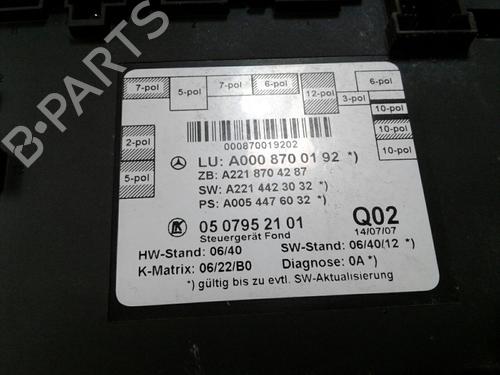 7-pol
5-pol
7-pol
6-pol
12-pol
3-pol
6-pol
10-pol
10-pol
10-pol
2-pol
5-pol
000870019202
LU: A000 870 01 92 *)
ZB: A221 870 42 87
SW: A221 442 30 32 *)
PS: A005 447 60 32 *)
05 0795 21 01
Steuergerät Fond
Q02
14/07/07
HW-Stand: 06/40
SW-Stand: 06/40(12 *)
K-Matrix: 06/22/B0
Diagnose: 0A *)
*) gültig bis zu evtl. SW-Aktualisierung
B-PARTS